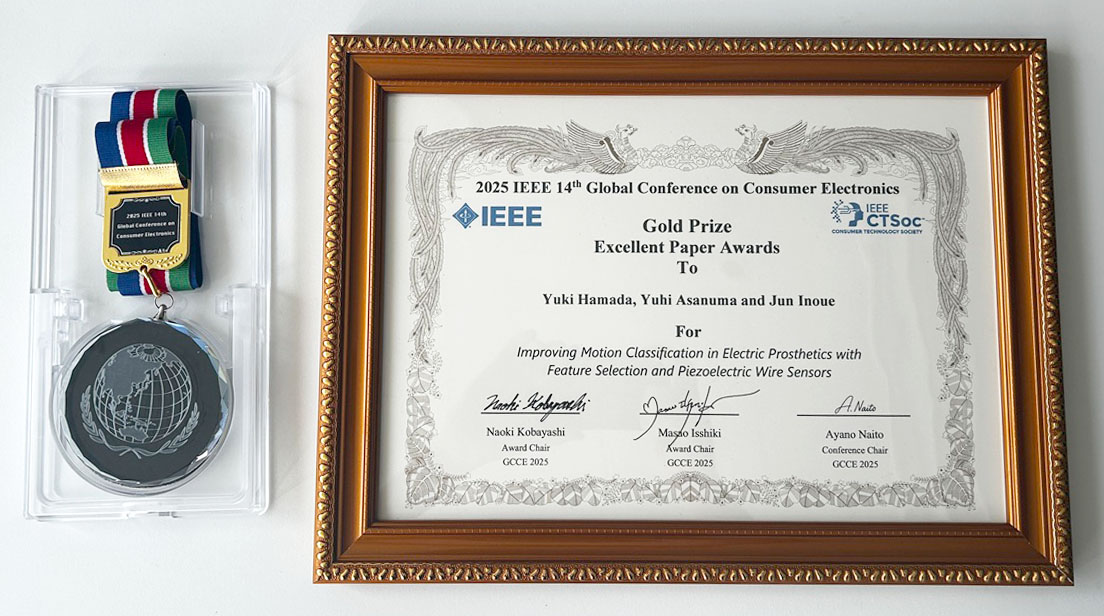 2025 IEEE 14th
Global Conference on
Consumer Electronics
2025 IEEE 14th Global Conference on Consumer Electronics
IEEE
IEEE
CTSoc
CONSUMER TECHNOLOGY SOCIETY
Gold Prize
Excellent Paper Awards
To
Yuki Hamada, Yuhi Asanuma and Jun Inoue
For
Improving Motion Classification in Electric Prosthetics with
Feature Selection and Piezoelectric Wire Sensors
Naoki Kobayashi
A. Naito
Naoki Kobayashi
Award Chair
GCCE 2025
Masao Isshiki
Award Chair
GCCE 2025
Ayano Naito
Conference Chair
GCCE 2025